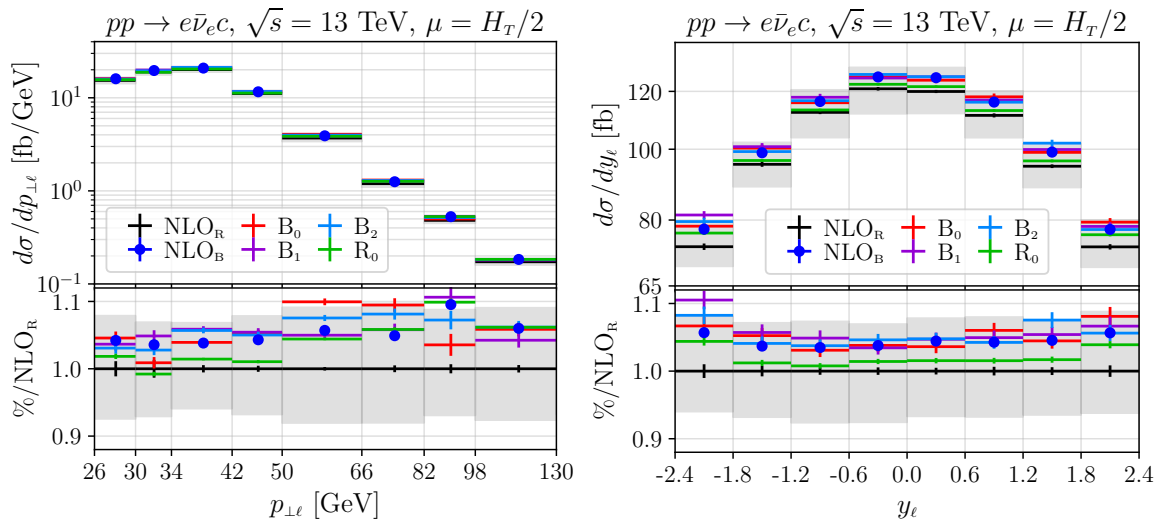 pp → eν̄ₑc, √s = 13 TeV, μ = H_T/2
dσ/dp⊥ℓ [fb/GeV]
10¹
10⁰
10⁻¹
NLO_R
B₀
B₂
NLO_B
B₁
R₀
%/NLO_R
1.1
1.0
0.9
26 30 34 42 50 66 82 98 130
p⊥ℓ [GeV]
pp → eν̄ₑc, √s = 13 TeV, μ = H_T/2
dσ/dy_ℓ [fb]
120
100
80
65
NLO_R
B₀
B₂
NLO_B
B₁
R₀
%/NLO_R
1.1
1.0
0.9
-2.4 -1.8 -1.2 -0.6 0.0 0.6 1.2 1.8 2.4
y_ℓ